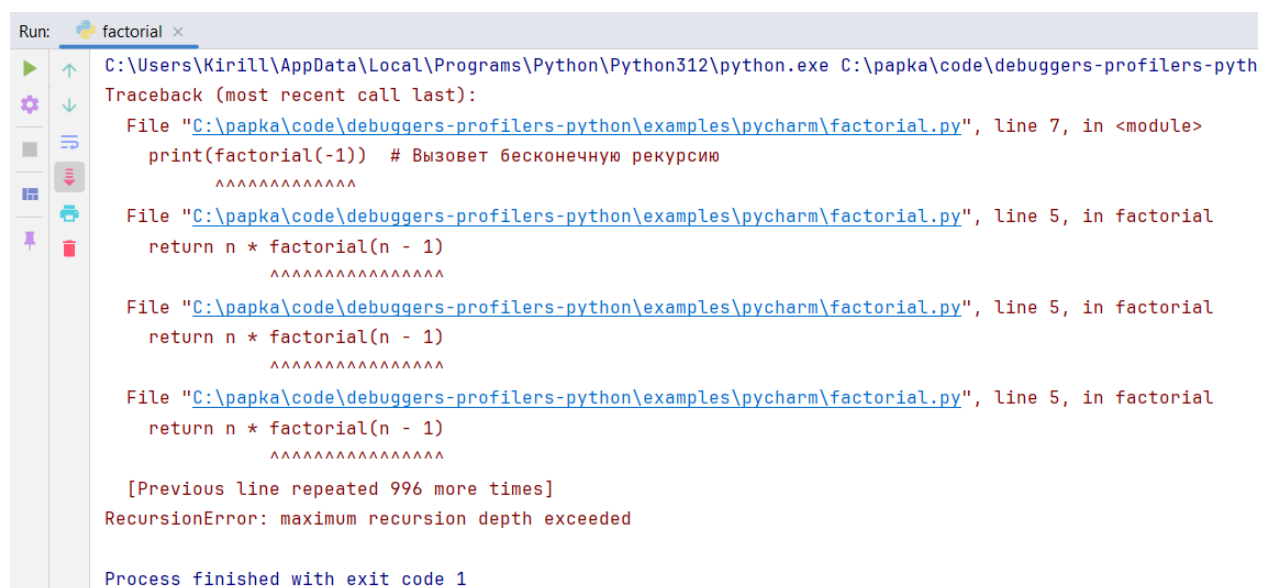 Run: factorial ×
C:\Users\Kirill\AppData\Local\Programs\Python\Python312\python.exe C:\papka\code\debuggers-profilers-pyth
Traceback (most recent call last):
  File "C:\papka\code\debuggers-profilers-python\examples\pycharm\factorial.py", line 7, in <module>
    print(factorial(-1))  # Вызовет бесконечную рекурсию
          ^^^^^^^^^^^^^
  File "C:\papka\code\debuggers-profilers-python\examples\pycharm\factorial.py", line 5, in factorial
    return n * factorial(n - 1)
               ^^^^^^^^^^^^^^^^
  File "C:\papka\code\debuggers-profilers-python\examples\pycharm\factorial.py", line 5, in factorial
    return n * factorial(n - 1)
               ^^^^^^^^^^^^^^^^
  File "C:\papka\code\debuggers-profilers-python\examples\pycharm\factorial.py", line 5, in factorial
    return n * factorial(n - 1)
               ^^^^^^^^^^^^^^^^
  [Previous line repeated 996 more times]
RecursionError: maximum recursion depth exceeded
Process finished with exit code 1